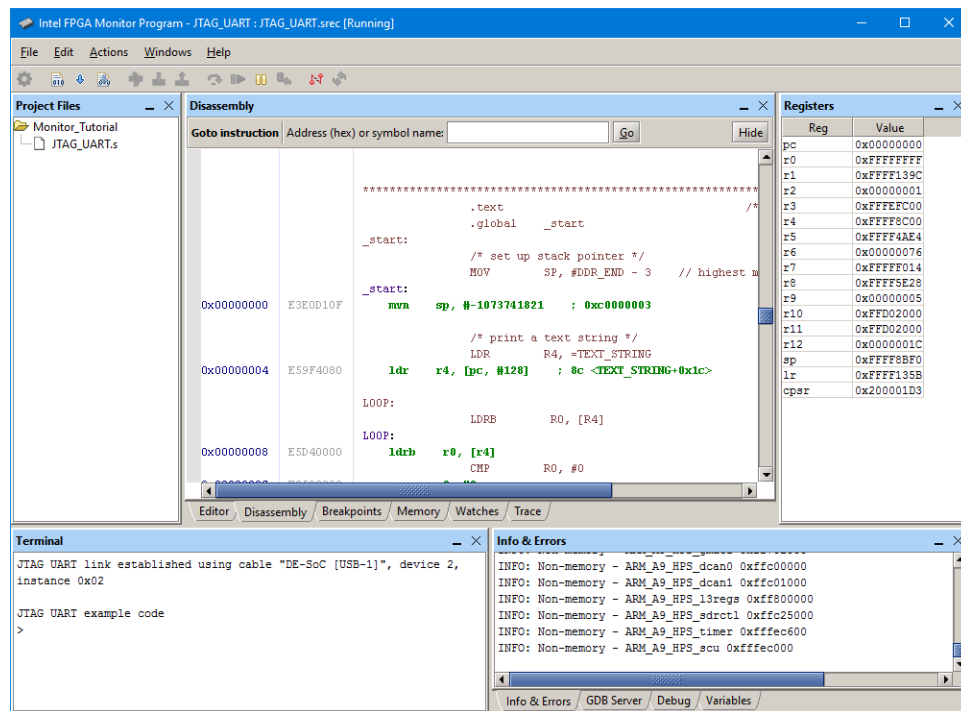 Intel FPGA Monitor Program - JTAG_UART : JTAG_UART.srec [Running]
File Edit Actions Windows Help
Project Files
Monitor_Tutorial
JTAG_UART.s
Disassembly
Goto instruction Address (hex) or symbol name: Go Hide
***********************************************************
.text /*
.global _start
_start:
/* set up stack pointer */
MOV SP, #DDR_END - 3 // highest m
_start:
0x00000000 E3E0D10F mvn sp, #-1073741821 ; 0xc0000003
/* print a text string */
LDR R4, =TEXT_STRING
0x00000004 E59F4080 ldr r4, [pc, #128] ; 8c <TEXT_STRING+0x1c>
LOOP:
LDRB R0, [R4]
LOOP:
0x00000008 E5D40000 ldrb r0, [r4]
CMP R0, #0
Editor Disassembly Breakpoints Memory Watches Trace
Registers
Reg Value
pc 0x00000000
r0 0xFFFFFFFF
r1 0xFFFF139C
r2 0x00000001
r3 0xFFFEFC00
r4 0xFFFF8C00
r5 0xFFFF4AE4
r6 0x00000076
r7 0xFFFFF014
r8 0xFFFF5E28
r9 0x00000005
r10 0xFFD02000
r11 0xFFD02000
r12 0x0000001C
sp 0xFFFF8BF0
lr 0xFFFF135B
cpsr 0x200001D3
Terminal
JTAG UART link established using cable "DE-SoC [USB-1]", device 2,
instance 0x02
JTAG UART example code
>
Info & Errors
INFO: Non-memory - ARM_A9_HPS_dcan0 0xffc00000
INFO: Non-memory - ARM_A9_HPS_dcan1 0xffc01000
INFO: Non-memory - ARM_A9_HPS_l3regs 0xff800000
INFO: Non-memory - ARM_A9_HPS_sdrctl 0xffc25000
INFO: Non-memory - ARM_A9_HPS_timer 0xfffec600
INFO: Non-memory - ARM_A9_HPS_scu 0xfffec000
Info & Errors GDB Server Debug Variables